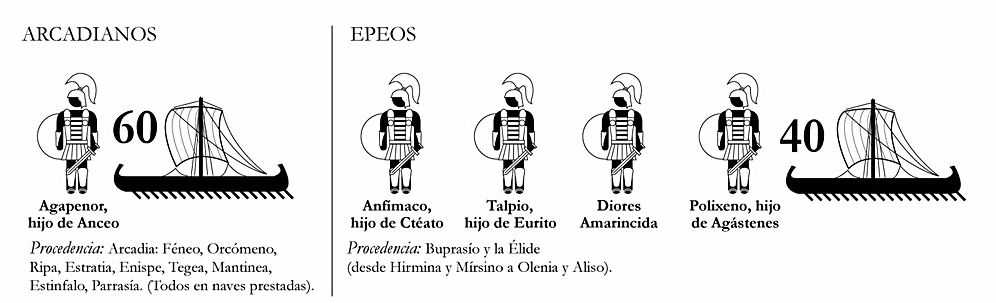 ARCADIANOS
60
Agapenor,
hijo de Anceo
Procedencia: Arcadia: Féneo, Orcómeno,
Ripa, Estratia, Enispe, Tegea, Mantinea,
Estinfalo, Parrasía. (Todos en naves prestadas).
EPEOS
40
Anfímaco,
hijo de Ctéato
Talpio,
hijo de Eurito
Diores
Amarincida
Polixeno, hijo
de Agástenes
Procedencia: Buprasío y la Élide
(desde Hirmina y Mírsino a Olenia y Aliso).